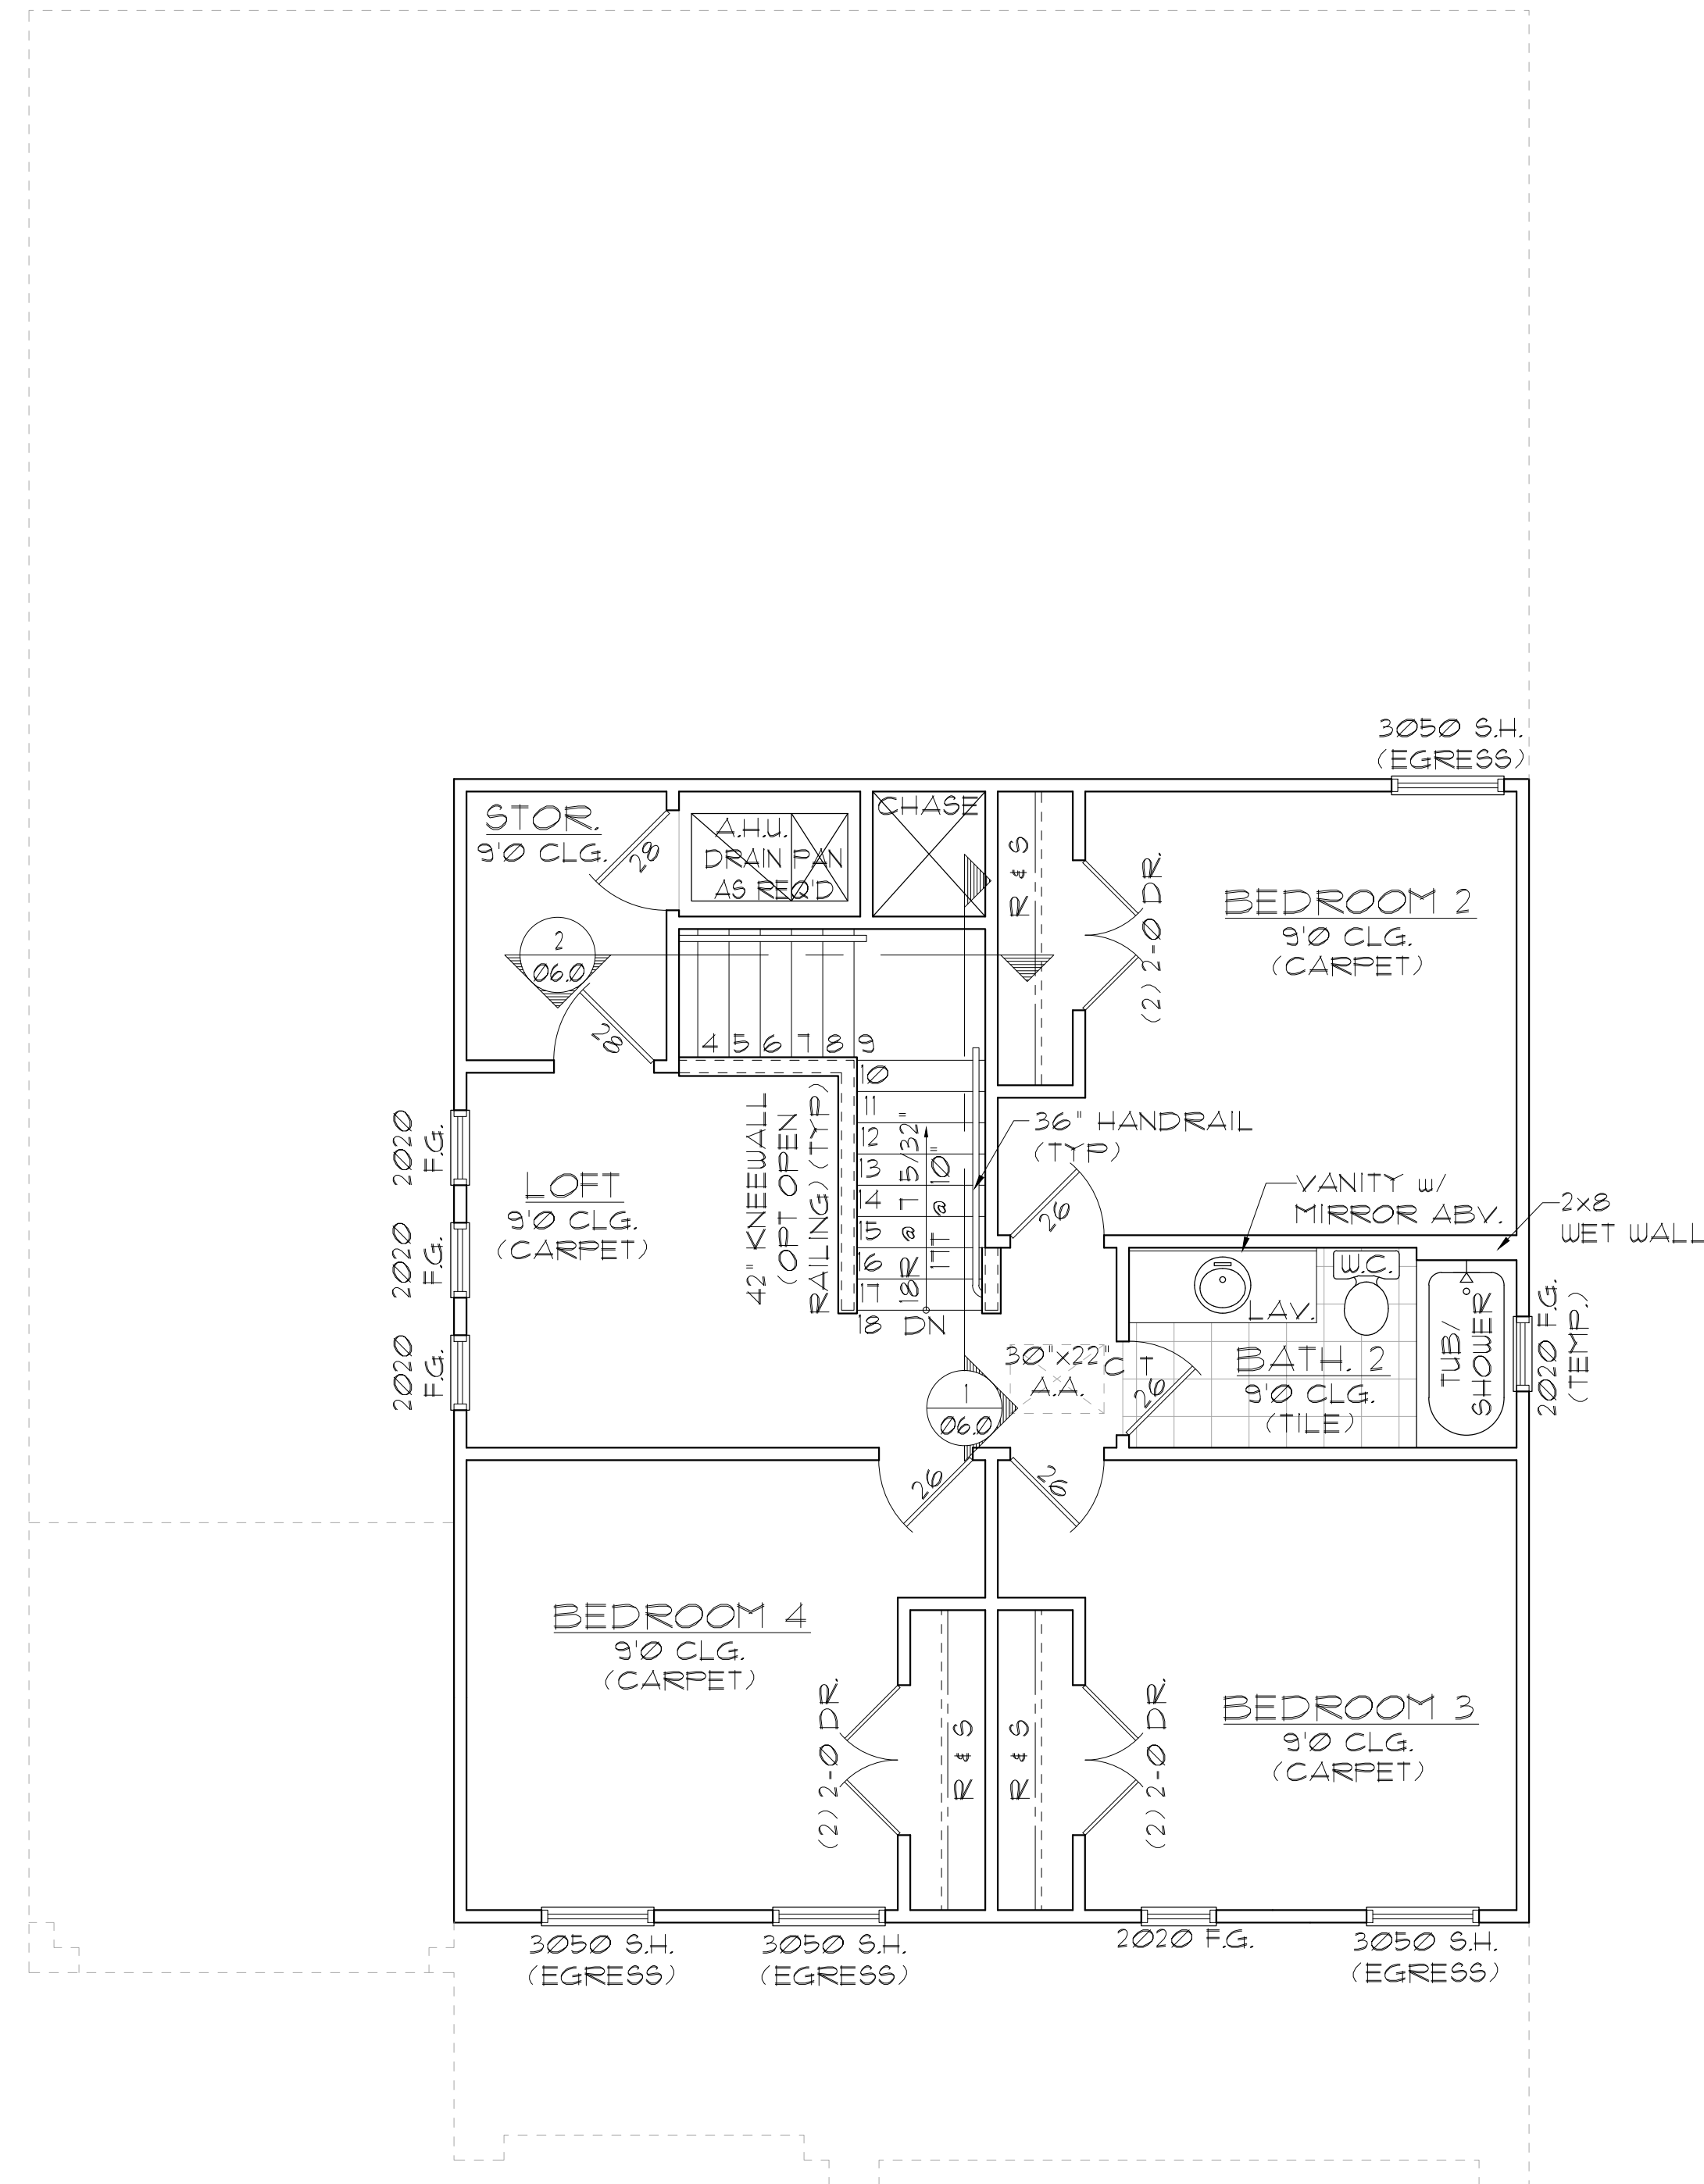 3050 S.H.
(EGRESS)
STOR.
9'0 CLG.
28
A.H.U.
DRAIN PAN
AS REQ'D
CHASE
R & S
(2) 2-0 DR.
BEDROOM 2
9'0 CLG.
(CARPET)
2
06.0
28
4 5 6 7 8 9
10
11
12
13
14
15
16
17
18 DN
18R @ 7 5/32"
17T @ 10"
42" KNEEWALL
(OPT OPEN
RAILING) (TYP)
36" HANDRAIL
(TYP)
26
2020
F.G.
2020
F.G.
2020
F.G.
LOFT
9'0 CLG.
(CARPET)
VANITY w/
MIRROR ABV.
2x8
WET WALL
W.C.
LAV.
TUB/
SHOWER
2020 F.G.
(TEMP.)
30"x22"
A.A.
C T
26
BATH. 2
9'0 CLG.
(TILE)
1
06.0
26
26
BEDROOM 4
9'0 CLG.
(CARPET)
(2) 2-0 DR.
R & S
R & S
(2) 2-0 DR.
BEDROOM 3
9'0 CLG.
(CARPET)
3050 S.H.
(EGRESS)
3050 S.H.
(EGRESS)
2020 F.G.
3050 S.H.
(EGRESS)